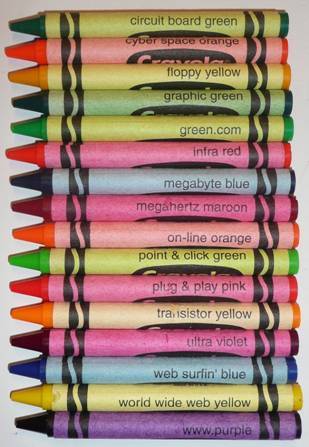 circuit board green
cyber space orange
Crayola
floppy yellow
graphic green
green.com
infra red
megabyte blue
megahertz maroon
on-line orange
point & click green
Crayola
plug & play pink
transistor yellow
ultra violet
web surfin' blue
world wide web yellow
www.purple